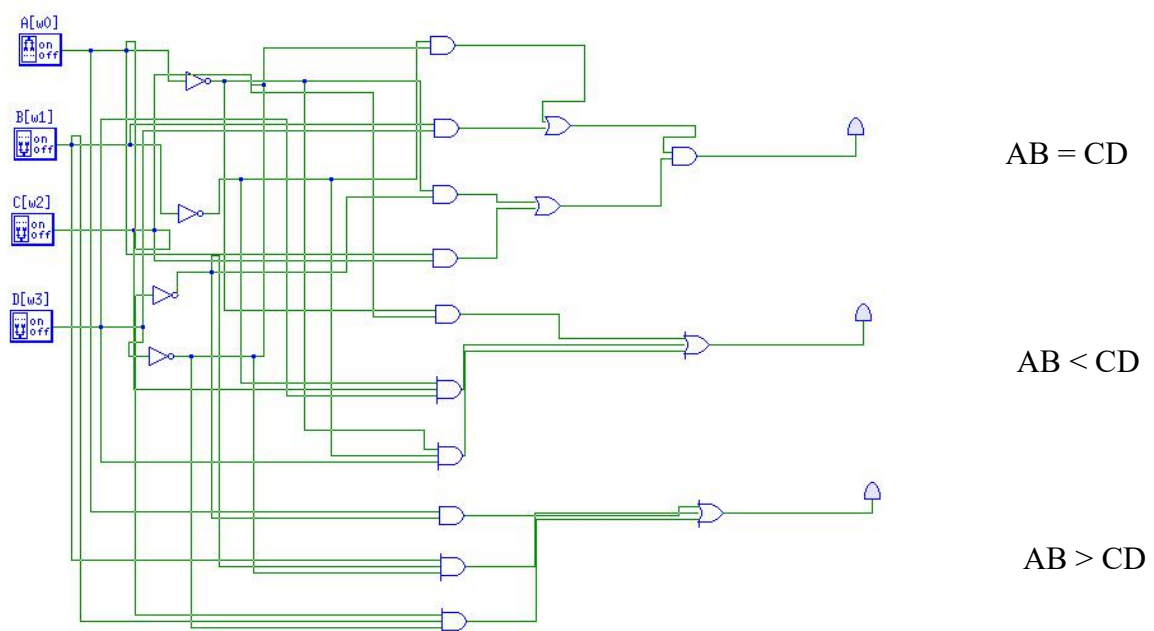 A[w0]
on
off
B[w1]
on
off
C[w2]
on
off
D[w3]
on
off
AB = CD
AB < CD
AB > CD